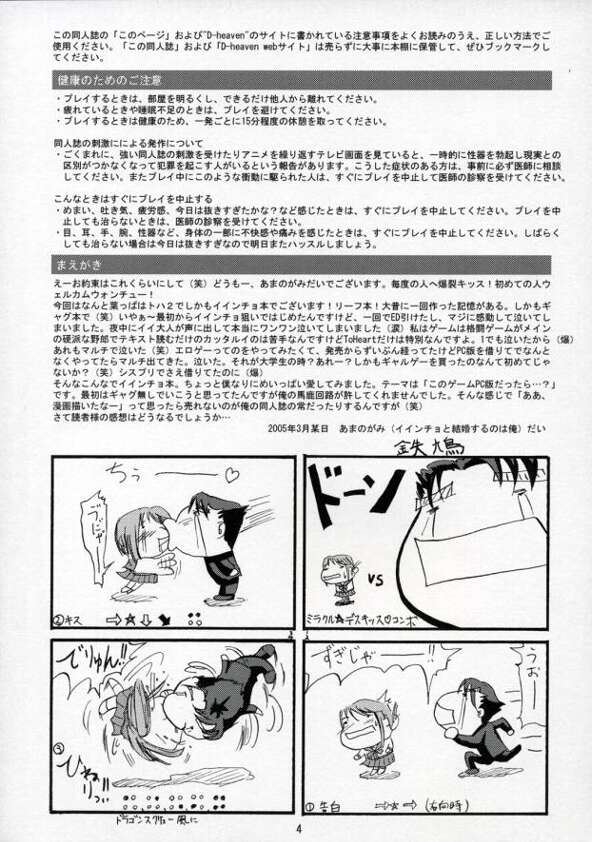 この同人誌の「このページ」および"D-heaven"のサイトに書かれている注意事項をよくお読みのうえ、正しい方法でご
使用ください。「この同人誌」および「D-heaven webサイト」は売らずに大事に本棚に保管して、ぜひブックマークし
てください。
健康のためのご注意
・プレイするときは、部屋を明るくし、できるだけ他人から離れてください。
・疲れているときや睡眠不足のときは、プレイを避けてください。
・プレイするときは健康のため、一発ごとに15分程度の休憩を取ってください。
同人誌の刺激にによる発作について
・ごくまれに、強い同人誌の刺激を受けたりアニメを繰り返すテレビ画面を見ていると、一時的に性器を勃起し現実との
区別がつかなくなって犯罪を起こす人がいるという報告があります。こうした症状のある方は、事前に必ず医師に相談
してください。またプレイ中にこのような衝動に駆られた人は、すぐにプレイを中止して医師の診察を受けてください。
こんなときはすぐにプレイを中止する
・めまい、吐き気、疲労感、今日は抜きすぎたかな?など感じたときは、すぐにプレイを中止してください。プレイを中
止しても治らないときは、医師の診察を受けてください。
・目、耳、手、腕、性器など、身体の一部に不快感や痛みを感じたときは、すぐにプレイを中止してください。しばらく
しても治らない場合は今日は抜きすぎなので明日またハッスルしましょう。
まえがき
えーお約束はこれくらいにして(笑)どうもー、あまのがみだいでございます。毎度の人へ爆裂キッス!初めての人ウ
ェルカムウォンチュー!
今回はなんと葉っぱはトハ2でしかもイインチョ本でございます!リーフ本!大昔に一回作った記憶がある。しかもギ
ャグ本で(笑)いやぁ~最初からイインチョ狙いではじめたんですけど、一回でED引けたし、マジに感動して泣いてし
まいました。夜中にイイ大人が声に出して本当にワンワン泣いてしまいました(涙)私はゲームは格闘ゲームがメイン
の硬派な野郎でテキスト読むだけのカッタルイのは苦手なんですけどToHeartだけは特別なんですよ。1でも泣いたから(爆)
あれもマルチで泣いた(笑)エロゲーってのをやってみたくて、発売からずいぶん経ってたけどPC版を借りてでなんと
なくやってたらマルチ出てきた。泣いた。それが大学生の時?あれー?しかもギャルゲーを買ったのなんて初めてじゃ
ないか?(笑)シスプリでさえ借りてたのに(爆)
そんなこんなでイインチョ本。ちょっと僕なりにめいっぱい愛してみました。テーマは「このゲームPC版だったら…?」
です。最初はギャグ無しでいこうと思ってたんですが俺の馬鹿回路が許してくれませんでした。そんな感じで「ああ、
漫画描いたなー」って思ったら売れないのが俺の同人誌の常だったりするんですが(笑)
さて読者様の感想はどうなるでしょうか…
2005年3月某日 あまのがみ(イインチョと結婚するのは俺)だい
ドーン
vs
ミラクル☆デスキッス♡コンボ
うおー
ずぎじゃーー
①告白 ⇨☆⇨(右向時)
ちぅーー♡
ぶにゅ
②キス ⇨☆⇩⬂
でりゅん!!
③
ドラゴンスクリュー風に
4